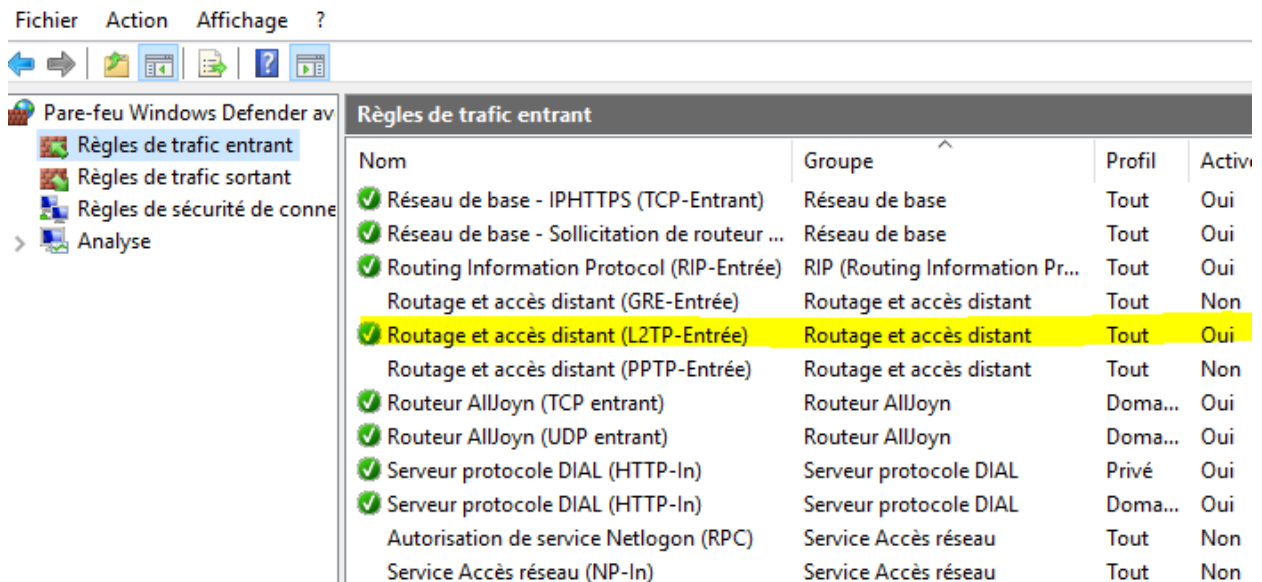 Fichier Action Affichage ?
Pare-feu Windows Defender av
Règles de trafic entrant
Règles de trafic sortant
Règles de sécurité de conne
Analyse
Règles de trafic entrant
Nom Groupe Profil Active
Réseau de base - IPHTTPS (TCP-Entrant) Réseau de base Tout Oui
Réseau de base - Sollicitation de routeur ... Réseau de base Tout Oui
Routing Information Protocol (RIP-Entrée) RIP (Routing Information Pr... Tout Oui
Routage et accès distant (GRE-Entrée) Routage et accès distant Tout Non
Routage et accès distant (L2TP-Entrée) Routage et accès distant Tout Oui
Routage et accès distant (PPTP-Entrée) Routage et accès distant Tout Non
Routeur AllJoyn (TCP entrant) Routeur AllJoyn Doma... Oui
Routeur AllJoyn (UDP entrant) Routeur AllJoyn Doma... Oui
Serveur protocole DIAL (HTTP-In) Serveur protocole DIAL Privé Oui
Serveur protocole DIAL (HTTP-In) Serveur protocole DIAL Doma... Oui
Autorisation de service Netlogon (RPC) Service Accès réseau Tout Non
Service Accès réseau (NP-In) Service Accès réseau Tout Non